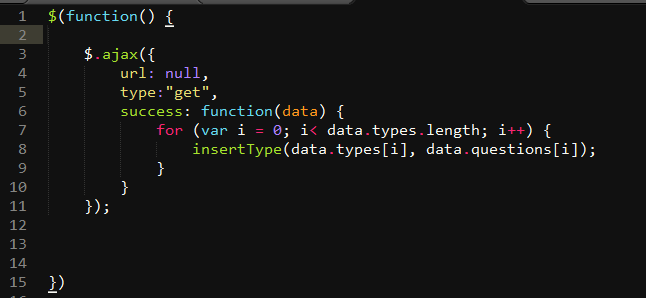 1 $(function() {
2
3 $.ajax({
4 url: null,
5 type:"get",
6 success: function(data) {
7 for (var i = 0; i< data.types.length; i++) {
8 insertType(data.types[i], data.questions[i]);
9 }
10 }
11 });
12
13
14
15 })